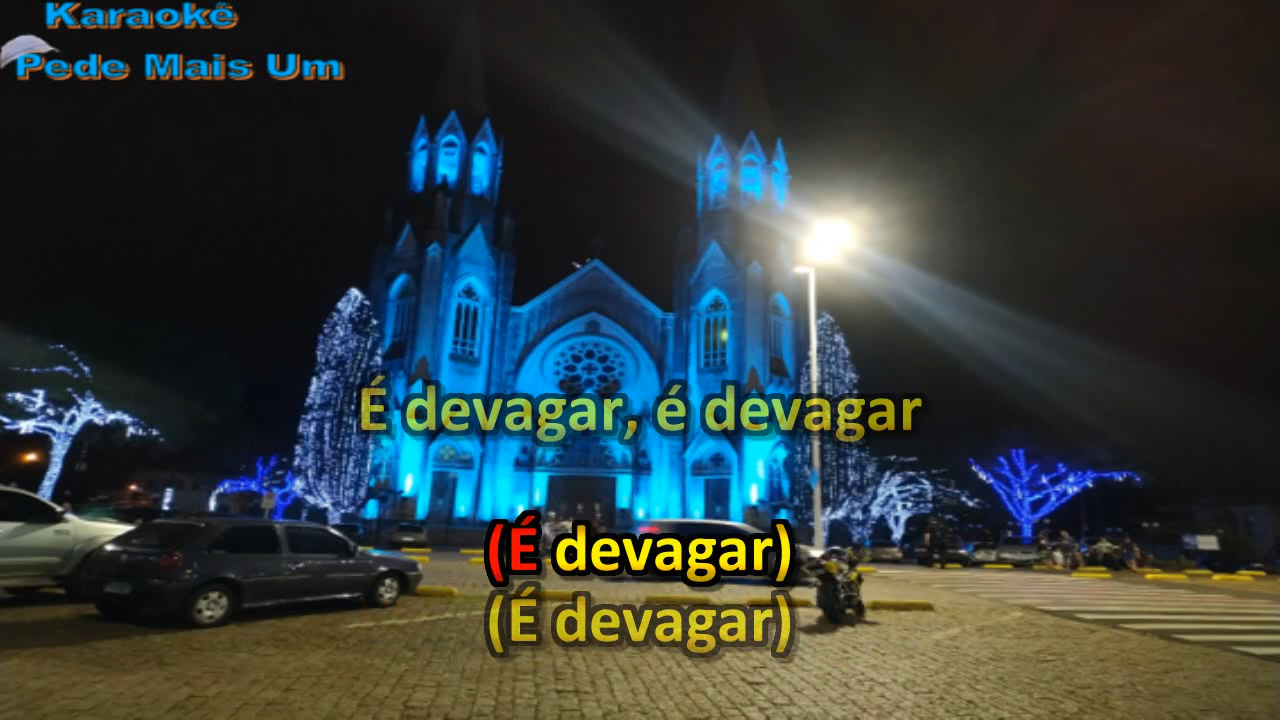 Karaokê
Pede Mais Um
É devagar, é devagar
(É devagar)
(É devagar)